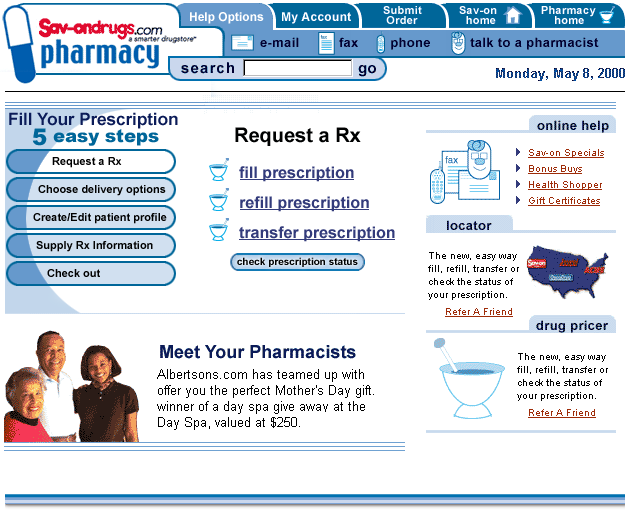 Sav-ondrugs.com
a smarter drugstore
pharmacy
Help Options
My Account
Submit
Order
Sav-on
home
Pharmacy
home
e-mail
fax
phone
talk to a pharmacist
search
go
Monday, May 8, 2000
Fill Your Prescription
5 easy steps
Request a Rx
Choose delivery options
Create/Edit patient profile
Supply Rx Information
Check out
Request a Rx
fill prescription
refill prescription
transfer prescription
check prescription status
online help
fax
Sav-on Specials
Bonus Buys
Health Shopper
Gift Certificates
locator
The new, easy way
fill, refill, transfer or
check the status of
your prescription.
Refer A Friend
Sav-on
drug pricer
The new, easy way
fill, refill, transfer or
check the status of
your prescription.
Refer A Friend
Meet Your Pharmacists
Albertsons.com has teamed up with
offer you the perfect Mother's Day gift.
winner of a day spa give away at the
Day Spa, valued at $250.